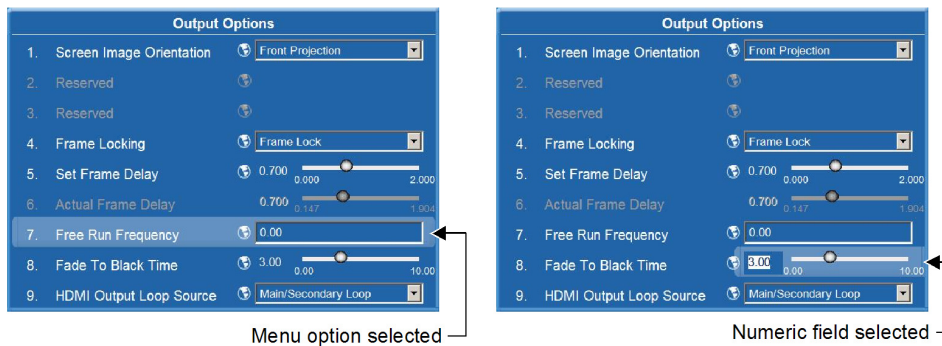 Output Options
1. Screen Image Orientation Front Projection
2. Reserved
3. Reserved
4. Frame Locking Frame Lock
5. Set Frame Delay 0.700
0.000 2.000
6. Actual Frame Delay 0.700
0.147 1.904
7. Free Run Frequency 0.00
8. Fade To Black Time 3.00
0.00 10.00
9. HDMI Output Loop Source Main/Secondary Loop
Menu option selected
Output Options
1. Screen Image Orientation Front Projection
2. Reserved
3. Reserved
4. Frame Locking Frame Lock
5. Set Frame Delay 0.700
0.000 2.000
6. Actual Frame Delay 0.700
0.147 1.904
7. Free Run Frequency 0.00
8. Fade To Black Time 3.00
0.00 10.00
9. HDMI Output Loop Source Main/Secondary Loop
Numeric field selected